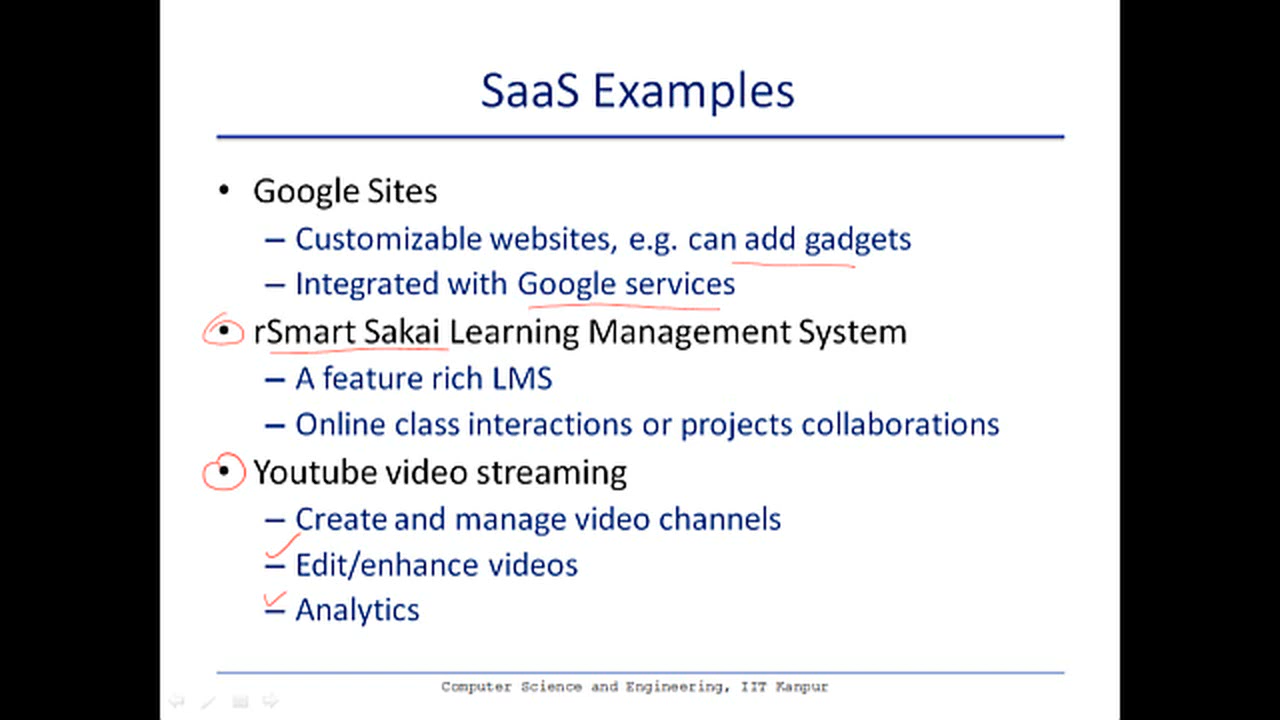 SaaS Examples
• Google Sites
– Customizable websites, e.g. can add gadgets
– Integrated with Google services
• rSmart Sakai Learning Management System
– A feature rich LMS
– Online class interactions or projects collaborations
• Youtube video streaming
– Create and manage video channels
– Edit/enhance videos
– Analytics
Computer Science and Engineering, IIT Kanpur